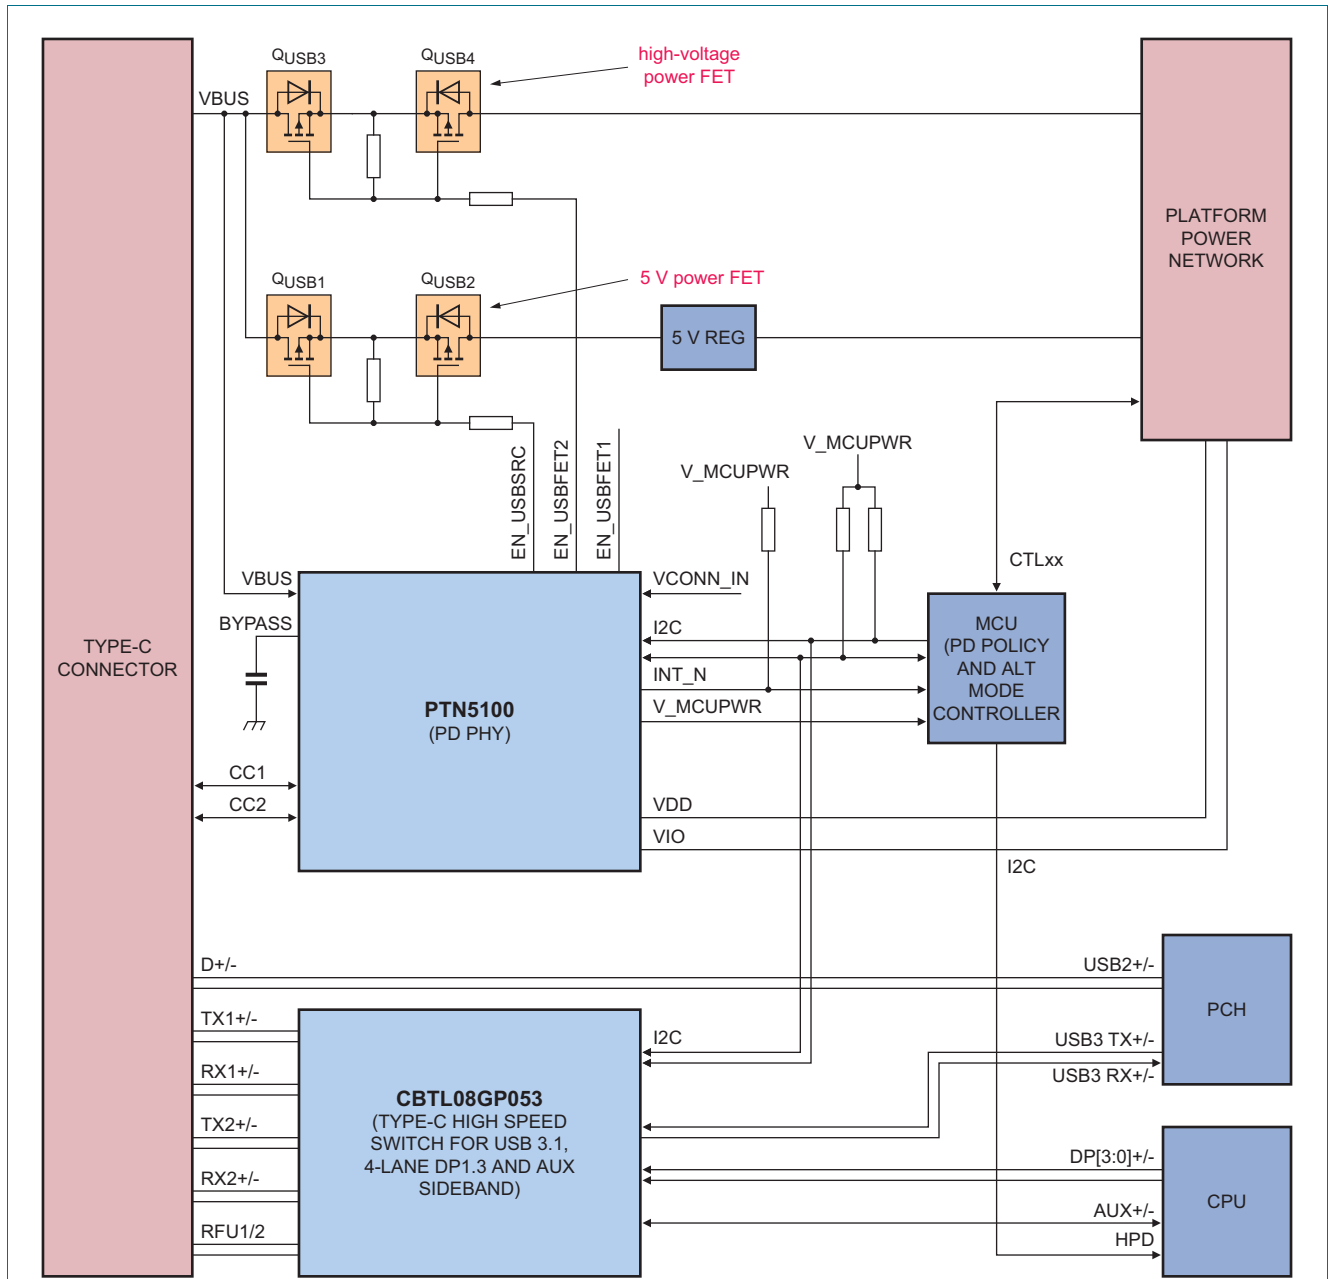 QUSB3
QUSB4
high-voltage
power FET
VBUS
PLATFORM
POWER
NETWORK
QUSB1
QUSB2
5 V power FET
5 V REG
EN_USBSRC
EN_USBFET2
EN_USBFET1
V_MCUPWR
V_MCUPWR
CTLxx
VBUS
BYPASS
VCONN_IN
I2C
INT_N
V_MCUPWR
MCU
(PD POLICY
AND ALT
MODE
CONTROLLER
TYPE-C
CONNECTOR
PTN5100
(PD PHY)
CC1
CC2
VDD
VIO
I2C
D+/-
USB2+/-
TX1+/-
I2C
USB3 TX+/-
PCH
RX1+/-
USB3 RX+/-
CBTL08GP053
(TYPE-C HIGH SPEED
SWITCH FOR USB 3.1,
4-LANE DP1.3 AND AUX
SIDEBAND)
TX2+/-
DP[3:0]+/-
RX2+/-
AUX+/-
CPU
RFU1/2
HPD